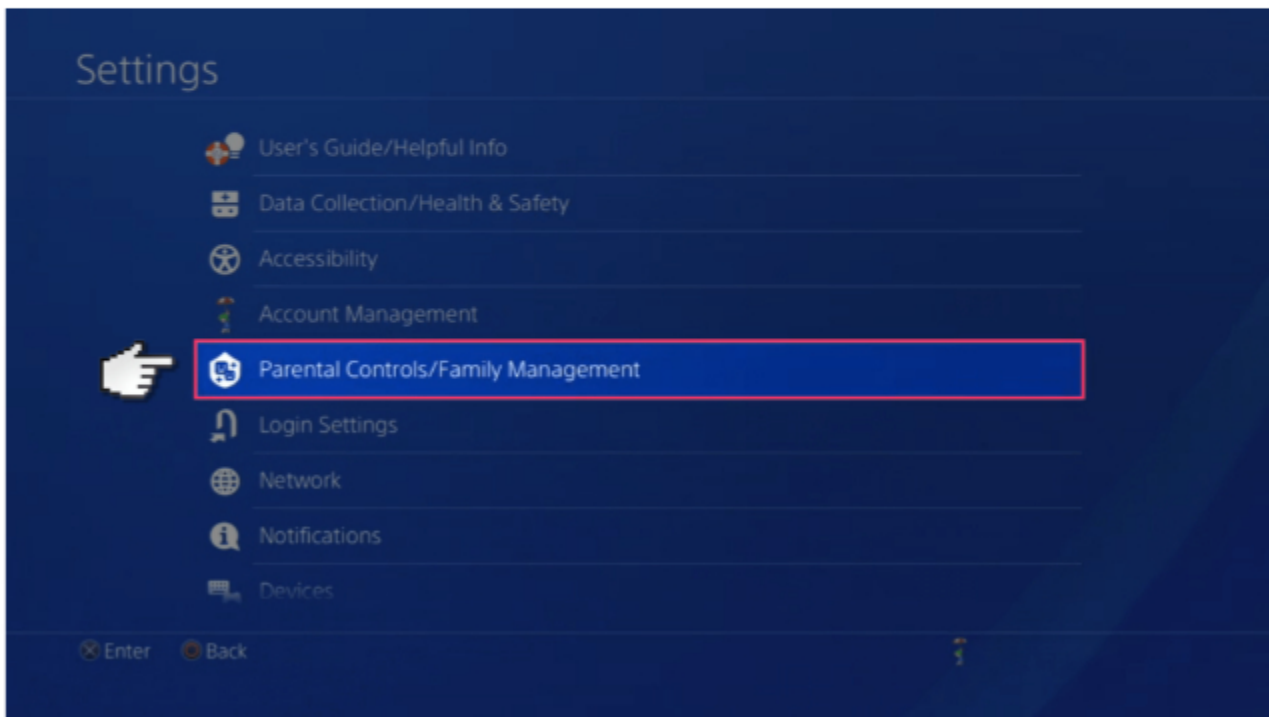 Settings
User's Guide/Helpful Info
Data Collection/Health & Safety
Accessibility
Account Management
Parental Controls/Family Management
Login Settings
Network
Notifications
Devices
Enter Back